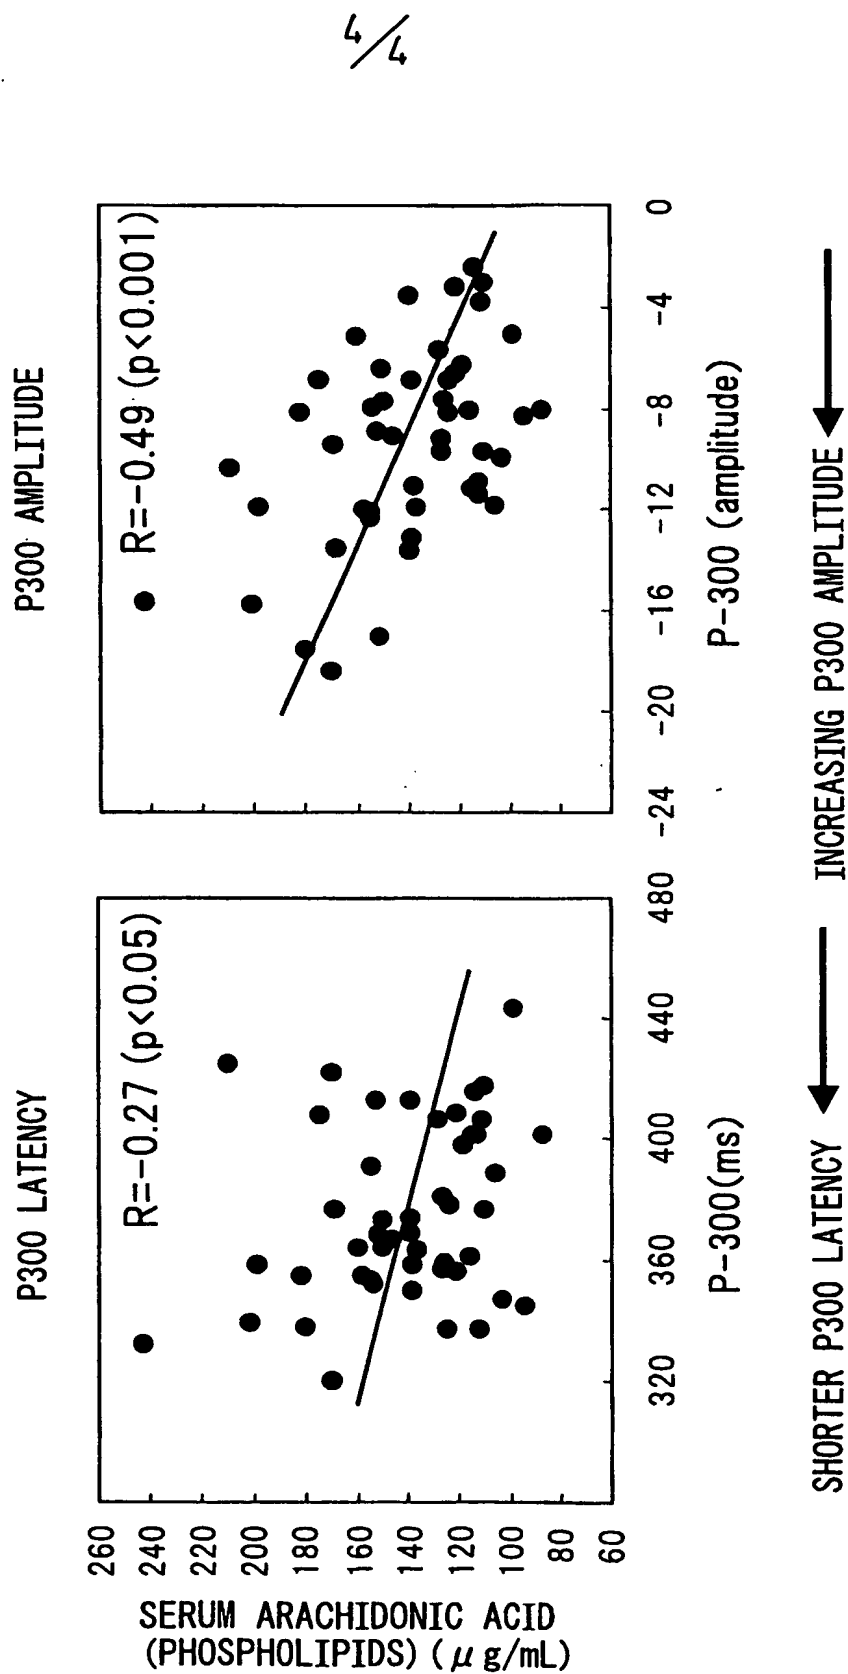 4/4
P300 LATENCY
R=-0.27 (p<0.05)
SERUM ARACHIDONIC ACID
(PHOSPHOLIPIDS) (μg/mL)
260
240
220
200
180
160
140
120
100
80
60
320
360
400
440
480
P-300(ms)
SHORTER P300 LATENCY
P300 AMPLITUDE
R=-0.49 (p<0.001)
-24
-20
-16
-12
-8
-4
0
P-300 (amplitude)
INCREASING P300 AMPLITUDE